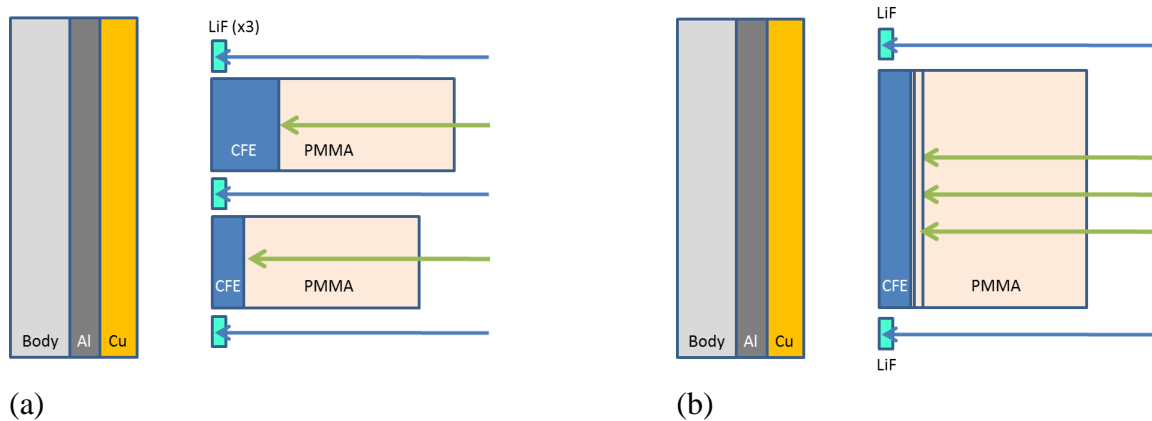 LiF (x3)
CFE
PMMA
CFE
PMMA
Body
Al
Cu
(a)
LiF
CFE
PMMA
Body
Al
Cu
LiF
(b)